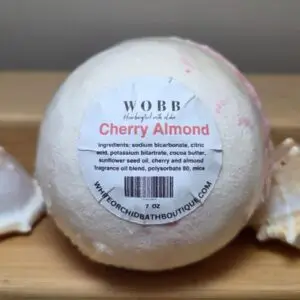 WOBB
Handcrafted with
Cherry Almond
ingredients: sodium bicarbonate, citric
acid, potassium bitartrate, cocoa butter,
sunflower seed oil, cherry and almond
fragrance oil blend, polysorbate 80, mica
7 OZ
WHITEORCHIDBATHBOUTIQUE.COM